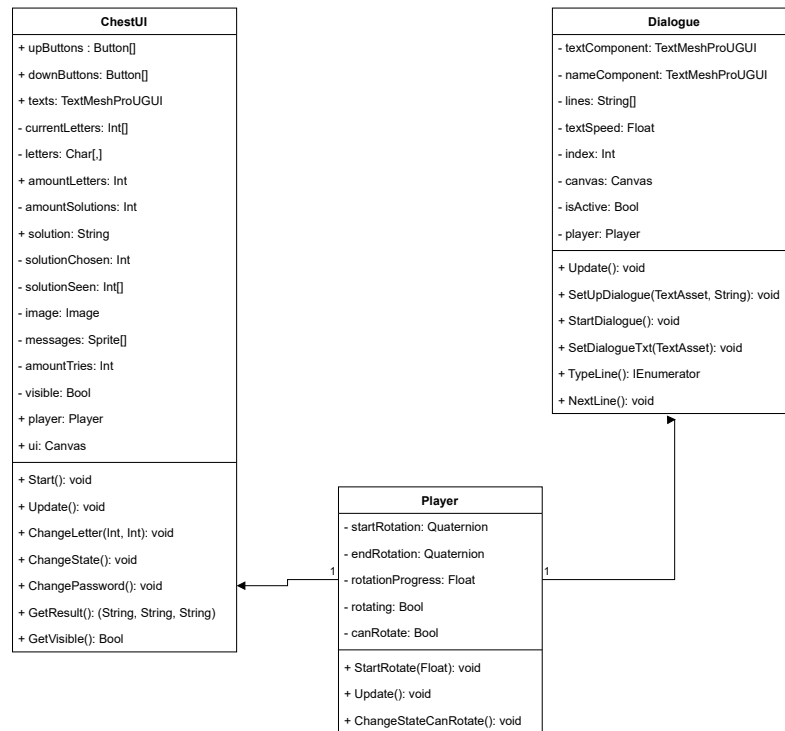 ChestUI
+ upButtons : Button[]
+ downButtons: Button[]
+ texts: TextMeshProUGUI
- currentLetters: Int[]
- letters: Char[,]
+ amountLetters: Int
- amountSolutions: Int
+ solution: String
- solutionChosen: Int
- solutionSeen: Int[]
- image: Image
- messages: Sprite[]
- amountTries: Int
- visible: Bool
+ player: Player
+ ui: Canvas
+ Start(): void
+ Update(): void
+ ChangeLetter(Int, Int): void
+ ChangeState(): void
+ ChangePassword(): void
+ GetResult(): (String, String, String)
+ GetVisible(): Bool
Dialogue
- textComponent: TextMeshProUGUI
- nameComponent: TextMeshProUGUI
- lines: String[]
- textSpeed: Float
- index: Int
- canvas: Canvas
- isActive: Bool
- player: Player
+ Update(): void
+ SetUpDialogue(TextAsset, String): void
+ StartDialogue(): void
+ SetDialogueTxt(TextAsset): void
+ TypeLine(): IEnumerator
+ NextLine(): void
Player
- startRotation: Quaternion
- endRotation: Quaternion
- rotationProgress: Float
- rotating: Bool
- canRotate: Bool
+ StartRotate(Float): void
+ Update(): void
+ ChangeStateCanRotate(): void
1
1